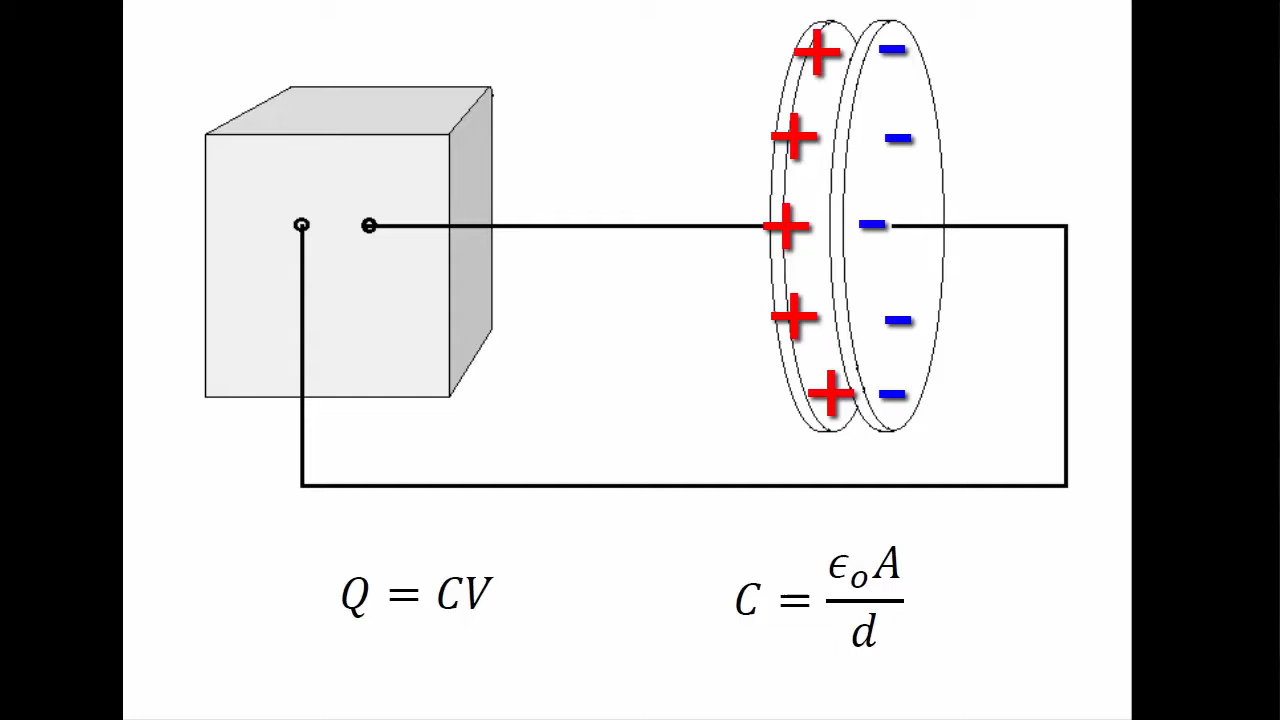 + -
+ -
+ -
+ -
+ -
Q = CV
C = ϵₒA / d